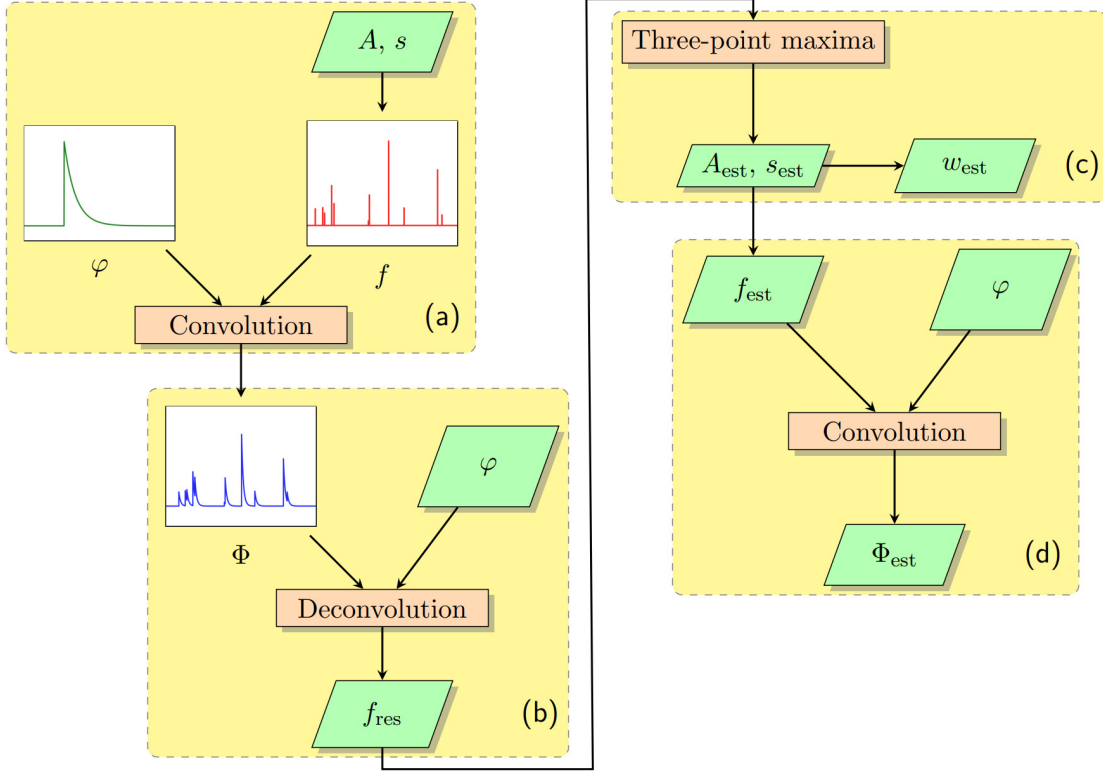 A, s
φ
f
Convolution
(a)
Φ
φ
Deconvolution
f_res
(b)
Three-point maxima
A_est, s_est
w_est
(c)
f_est
φ
Convolution
Φ_est
(d)